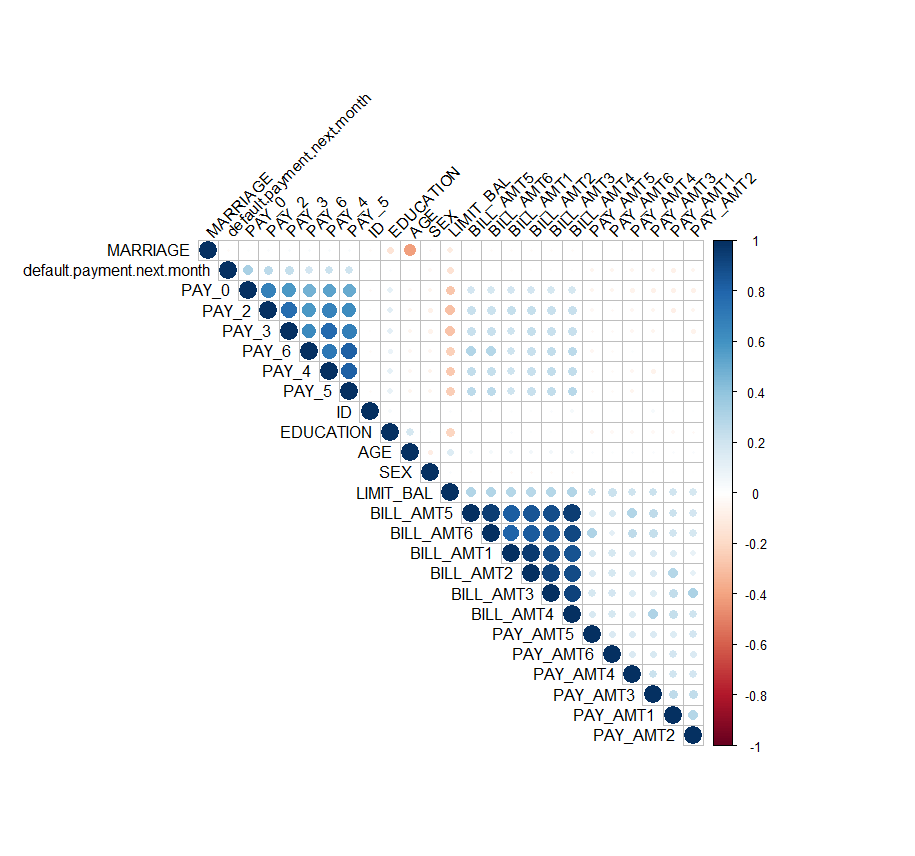 MARRIAGE
default.payment.next.month
PAY_0
PAY_2
PAY_3
PAY_6
PAY_4
PAY_5
ID
EDUCATION
AGE
SEX
LIMIT_BAL
BILL_AMT5
BILL_AMT6
BILL_AMT1
BILL_AMT2
BILL_AMT3
BILL_AMT4
PAY_AMT5
PAY_AMT6
PAY_AMT4
PAY_AMT3
PAY_AMT1
PAY_AMT2
MARRIAGE
default.payment.next.month
PAY_0
PAY_2
PAY_3
PAY_6
PAY_4
PAY_5
ID
EDUCATION
AGE
SEX
LIMIT_BAL
BILL_AMT5
BILL_AMT6
BILL_AMT1
BILL_AMT2
BILL_AMT3
BILL_AMT4
PAY_AMT5
PAY_AMT6
PAY_AMT4
PAY_AMT3
PAY_AMT1
PAY_AMT2
1
0.8
0.6
0.4
0.2
0
-0.2
-0.4
-0.6
-0.8
-1